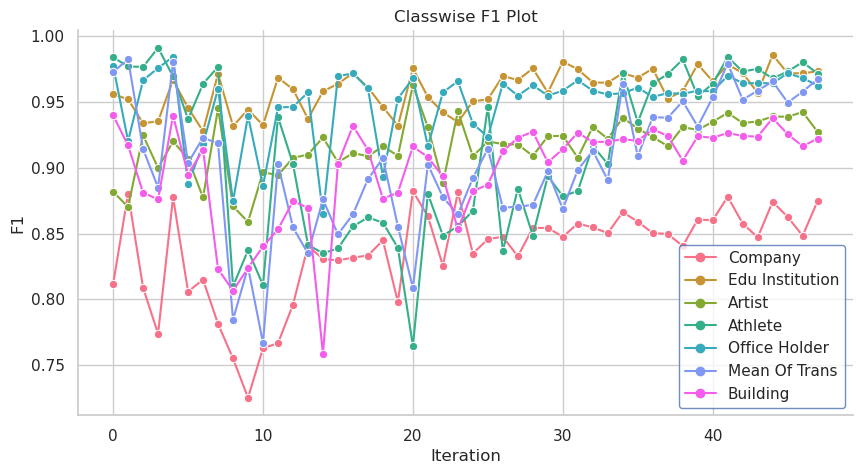 Classwise F1 Plot
1.00
0.95
0.90
0.85
0.80
0.75
F1
0
10
20
30
40
Iteration
Company
Edu Institution
Artist
Athlete
Office Holder
Mean Of Trans
Building